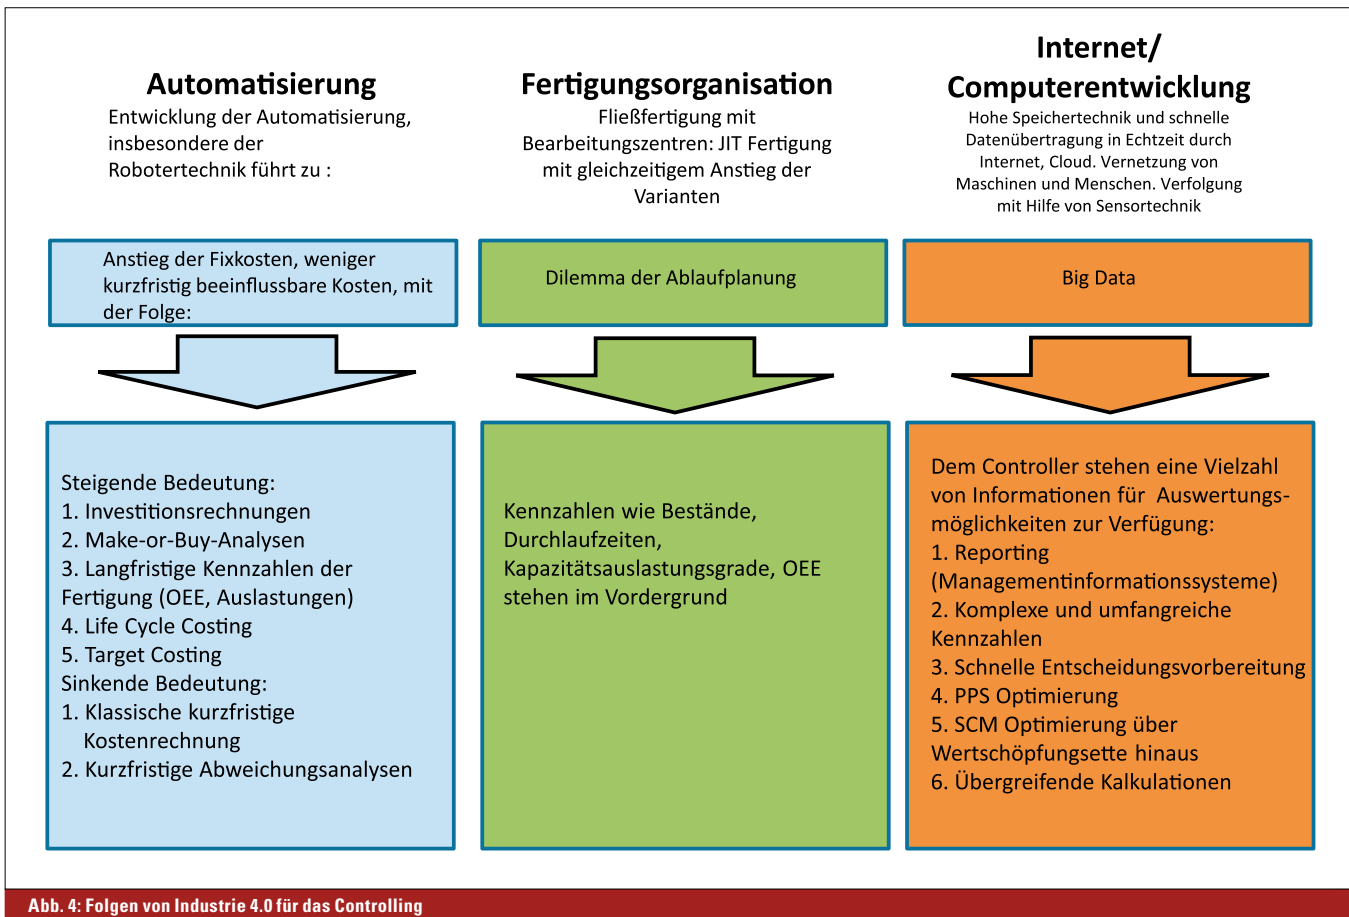 Automatisierung
Entwicklung der Automatisierung,
insbesondere der
Robotertechnik führt zu :
Anstieg der Fixkosten, weniger
kurzfristig beeinflussbare Kosten, mit
der Folge:
Steigende Bedeutung:
1. Investitionsrechnungen
2. Make-or-Buy-Analysen
3. Langfristige Kennzahlen der
Fertigung (OEE, Auslastungen)
4. Life Cycle Costing
5. Target Costing
Sinkende Bedeutung:
1. Klassische kurzfristige
Kostenrechnung
2. Kurzfristige Abweichungsanalysen
Fertigungsorganisation
Fließfertigung mit
Bearbeitungszentren: JIT Fertigung
mit gleichzeitigem Anstieg der
Varianten
Dilemma der Ablaufplanung
Kennzahlen wie Bestände,
Durchlaufzeiten,
Kapazitätsauslastungsgrade, OEE
stehen im Vordergrund
Internet/
Computerentwicklung
Hohe Speichertechnik und schnelle
Datenübertragung in Echtzeit durch
Internet, Cloud. Vernetzung von
Maschinen und Menschen. Verfolgung
mit Hilfe von Sensortechnik
Big Data
Dem Controller stehen eine Vielzahl
von Informationen für  Auswertungs-
möglichkeiten zur Verfügung:
1. Reporting
(Managementinformationssysteme)
2. Komplexe und umfangreiche
Kennzahlen
3. Schnelle Entscheidungsvorbereitung
4. PPS Optimierung
5. SCM Optimierung über
Wertschöpfungsette hinaus
6. Übergreifende Kalkulationen
Abb. 4: Folgen von Industrie 4.0 für das Controlling